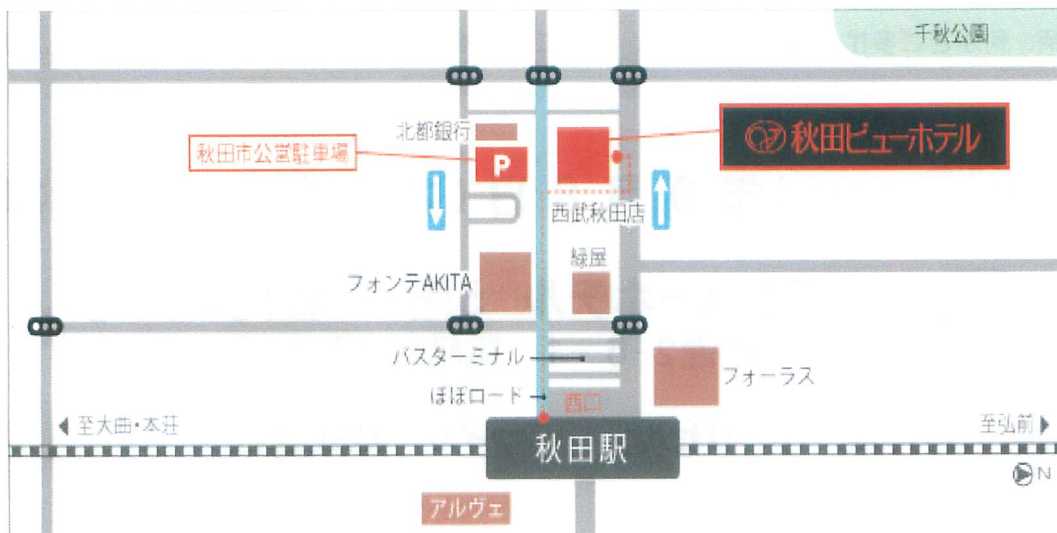 千秋公園
北都銀行
秋田ビューホテル
秋田市公営駐車場
P
西武秋田店
緑屋
フォンテAKITA
バスターミナル
フォーラス
ぽぽロード
西口
至大曲・本荘
至弘前
秋田駅
N
アルヴェ